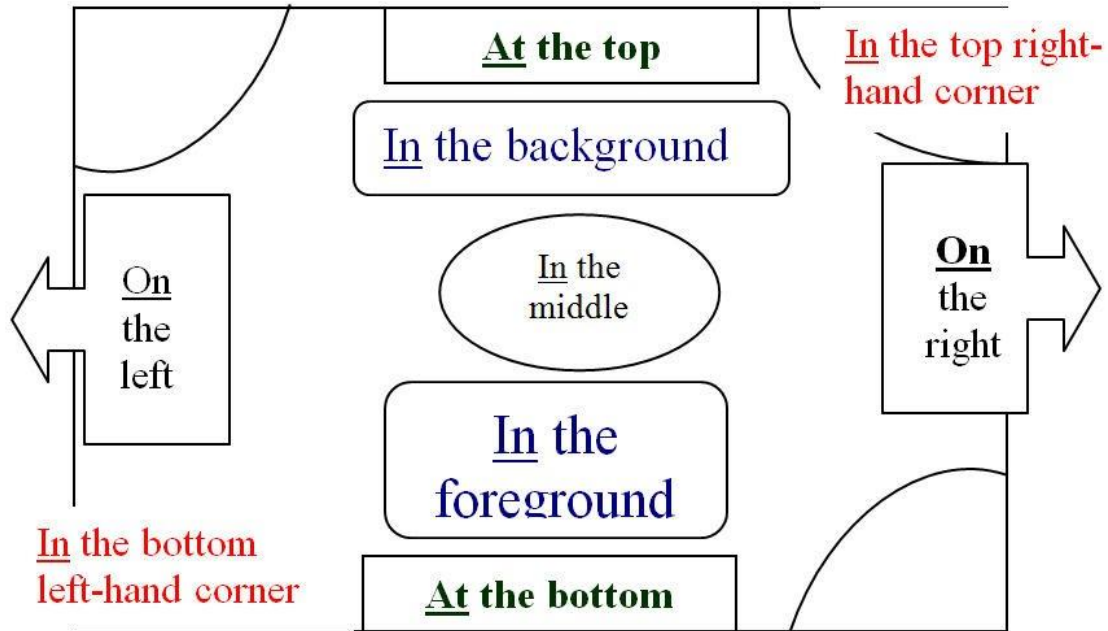 At the top
In the top right-
hand corner
In the background
On
the
left
In the
middle
On
the
right
In the
foreground
In the bottom
left-hand corner
At the bottom